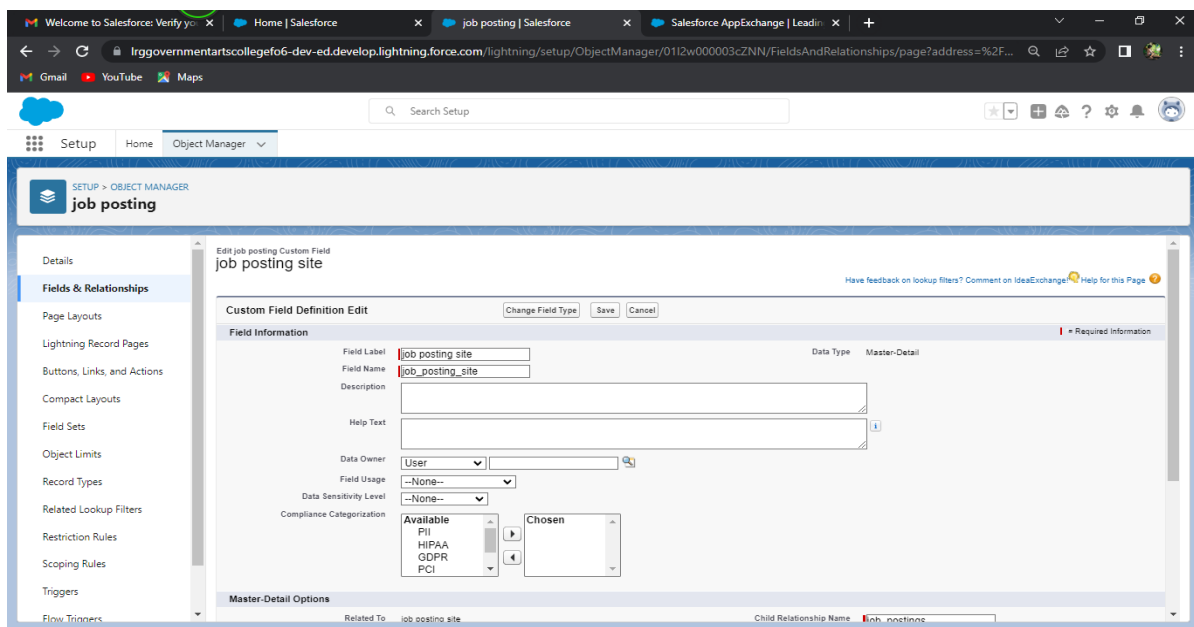 Welcome to Salesforce: Verify yo
Home | Salesforce
job posting | Salesforce
Salesforce AppExchange | Leadin
lrggovernmentartscollegefo6-dev-ed.develop.lightning.force.com/lightning/setup/ObjectManager/01I2w000003cZNN/FieldsAndRelationships/page?address=%2F...
Gmail YouTube Maps
Search Setup
Setup Home Object Manager
SETUP > OBJECT MANAGER
job posting
Details
Fields & Relationships
Page Layouts
Lightning Record Pages
Buttons, Links, and Actions
Compact Layouts
Field Sets
Object Limits
Record Types
Related Lookup Filters
Restriction Rules
Scoping Rules
Triggers
Flow Triggers
Edit job posting Custom Field
job posting site
Have feedback on lookup filters? Comment on IdeaExchange! Help for this Page
Custom Field Definition Edit Change Field Type Save Cancel
Field Information = Required Information
Field Label job posting site Data Type Master-Detail
Field Name job_posting_site
Description
Help Text i
Data Owner User
Field Usage --None--
Data Sensitivity Level --None--
Compliance Categorization Available Chosen
PII
HIPAA
GDPR
PCI
Master-Detail Options
Related To job posting site Child Relationship Name job_postings